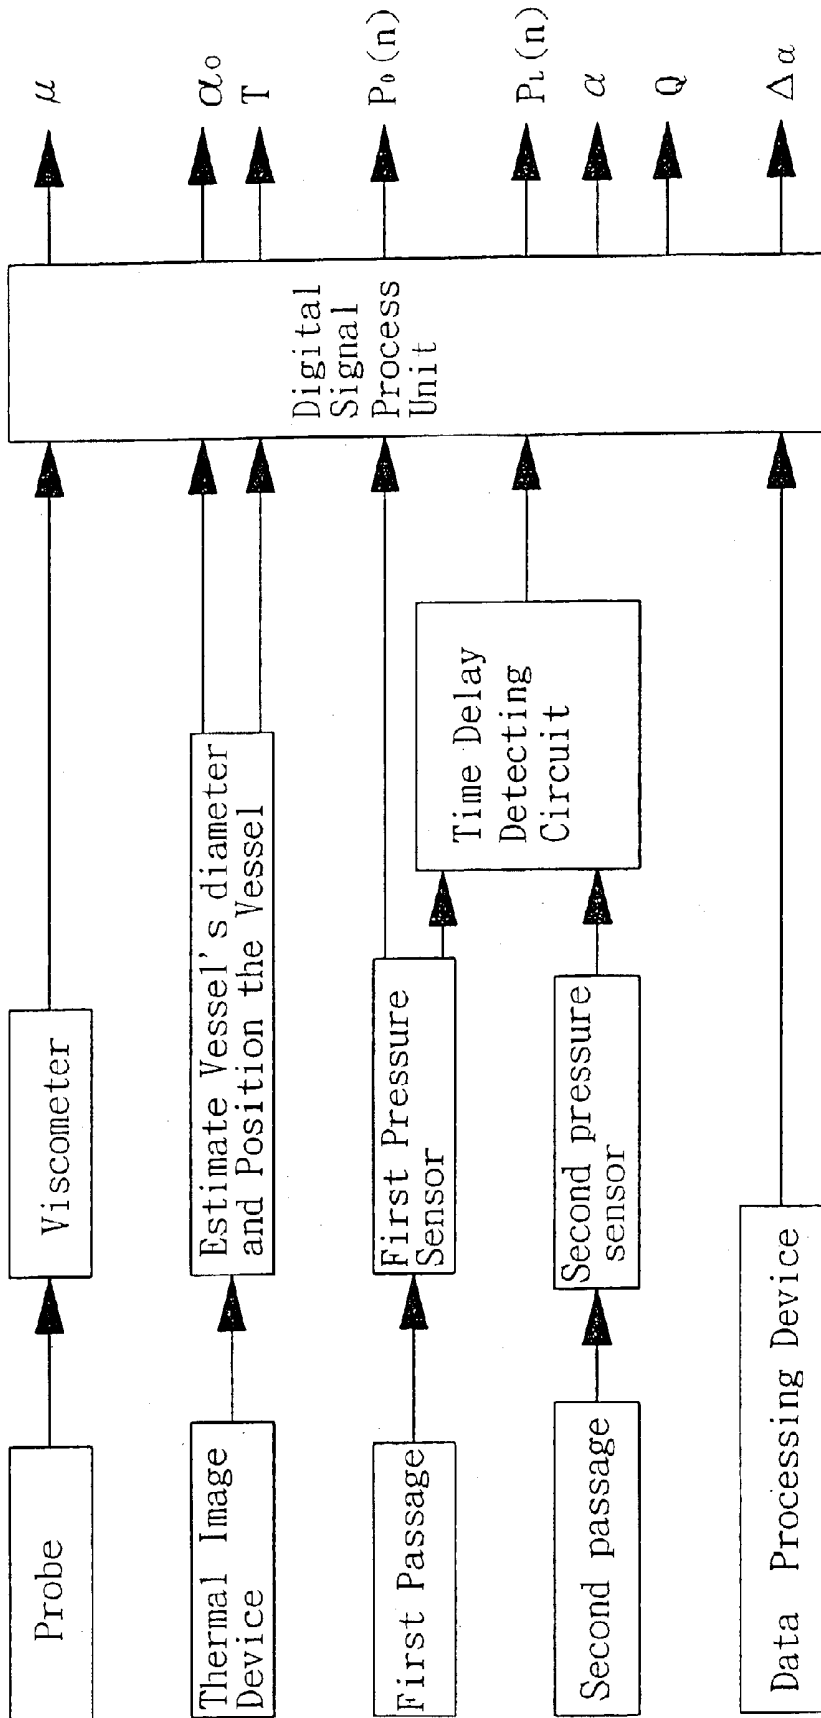 Probe
Viscometer
Thermal Image
Device
Estimate Vessel's diameter
and Position the Vessel
First Passage
First Pressure
Sensor
Second passage
Second pressure
sensor
Time Delay
Detecting
Circuit
Data Processing Device
Digital
Signal
Process
Unit
μ
α₀
T
P₀(n)
P_L(n)
α
Q
Δα